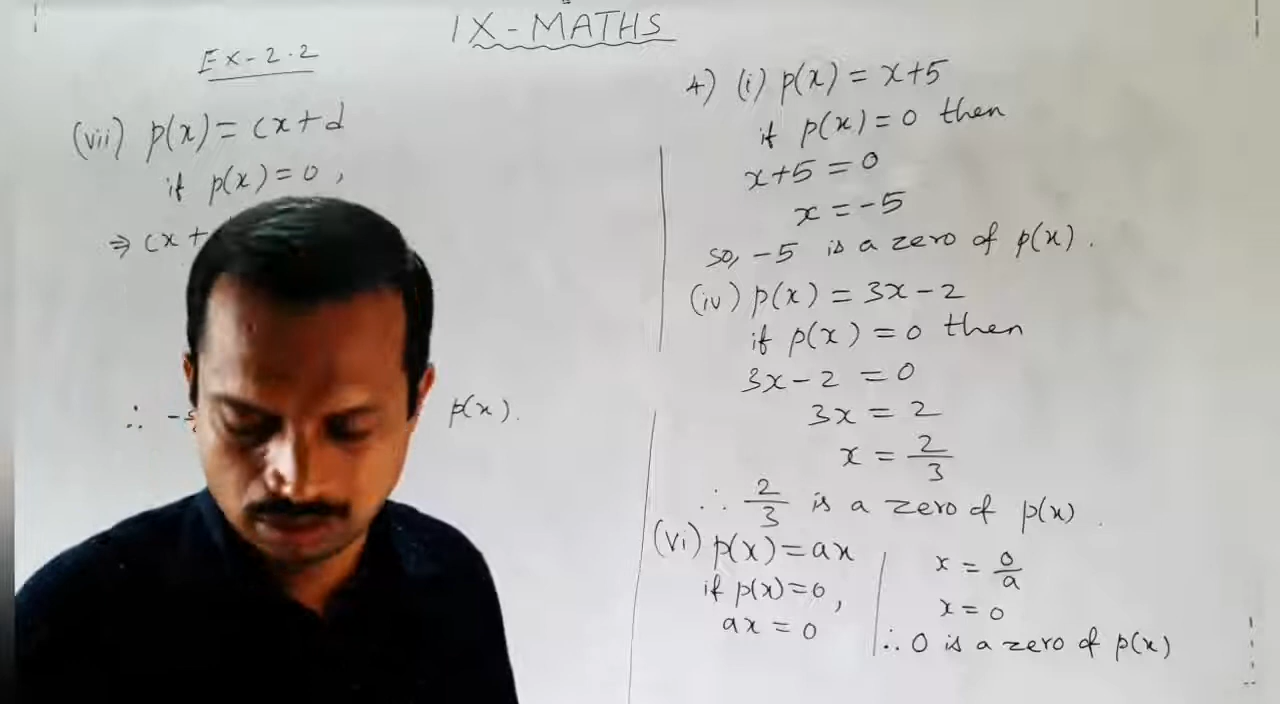 IX-MATHS
Ex-2.2
(vii) p(x) = cx+d
if p(x)=0,
⇒ cx+
∴ -
p(x).
4) (i) p(x) = x+5
if p(x)=0 then
x+5=0
x=-5
so, -5 is a zero of p(x).
(iv) p(x) = 3x-2
if p(x)=0 then
3x-2 = 0
3x = 2
x = 2/3
∴ 2/3 is a zero of p(x).
(vi) p(x)=ax
if p(x)=0,
ax = 0
x = 0/a
x = 0
∴ 0 is a zero of p(x)